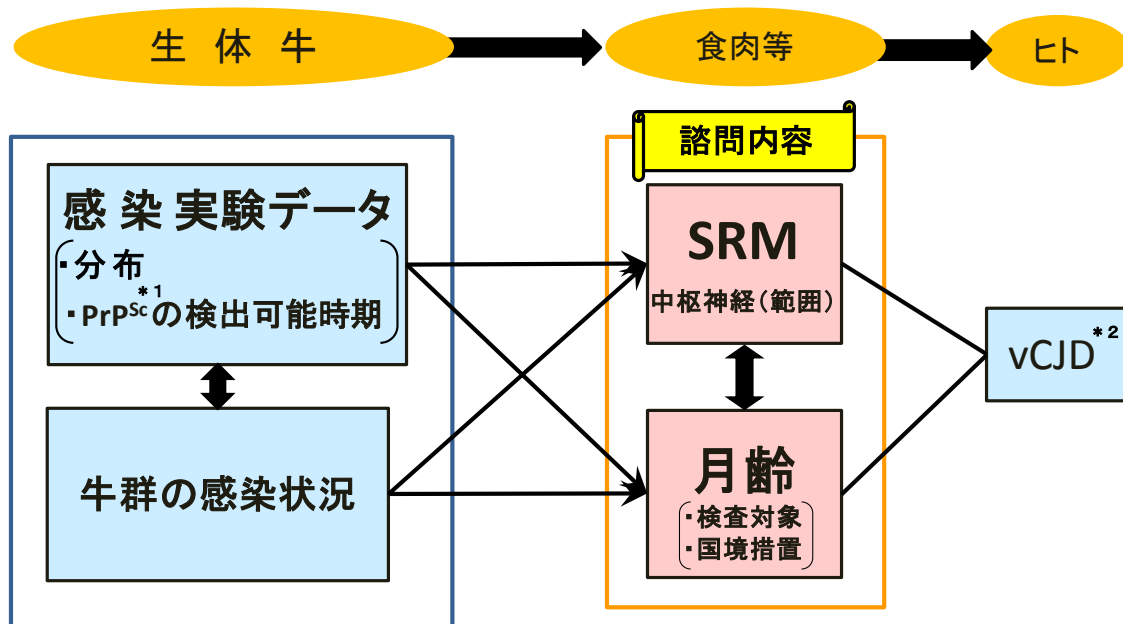 生 体 牛
食肉等
ヒト
諮問内容
感 染 実験データ
・分 布
・PrPSc*1の検出可能時期
牛群の感染状況
SRM
中枢神経(範囲)
月齢
・検査対象
・国境措置
vCJD*2